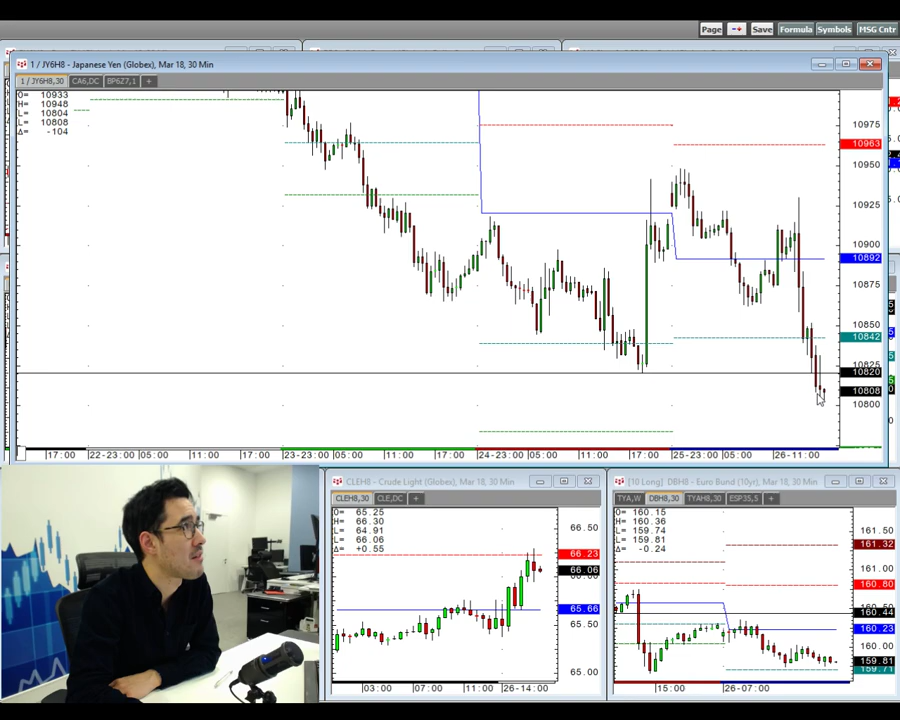 Page
Save
Formula
Symbols
MSG Cntr
1 / JY6H8 - Japanese Yen (Globex), Mar 18, 30 Min
1 / JY6H8,30
CA6,DC
BP6Z7,1
+
O= 10933
H= 10948
L= 10804
L= 10808
Δ= -104
10975
10963
10950
10925
10900
10892
10875
10850
10842
10825
10820
10808
10800
17:00
22-23:00
05:00
11:00
17:00
23-23:00
05:00
11:00
17:00
24-23:00
05:00
11:00
17:00
25-23:00
05:00
26-11:00
CLEH8,30 - Crude Light (Globex), Mar 18, 30 Min
CLEH8,30
CLE,DC
+
O= 65.25
H= 66.30
L= 64.91
L= 66.06
Δ= +0.55
66.50
66.23
66.06
66.00
65.66
65.50
65.00
03:00
07:00
11:00
26-14:00
[10 Long] DBH8 - Euro Bund (10yr), Mar 18, 30 Min
TYA,W
DBH8,30
TYAH8,30
ESP35,5
+
O= 160.15
H= 160.36
L= 159.74
L= 159.81
Δ= -0.24
161.50
161.32
161.00
160.80
160.44
160.23
160.00
159.81
159.71
15:00
26-07:00